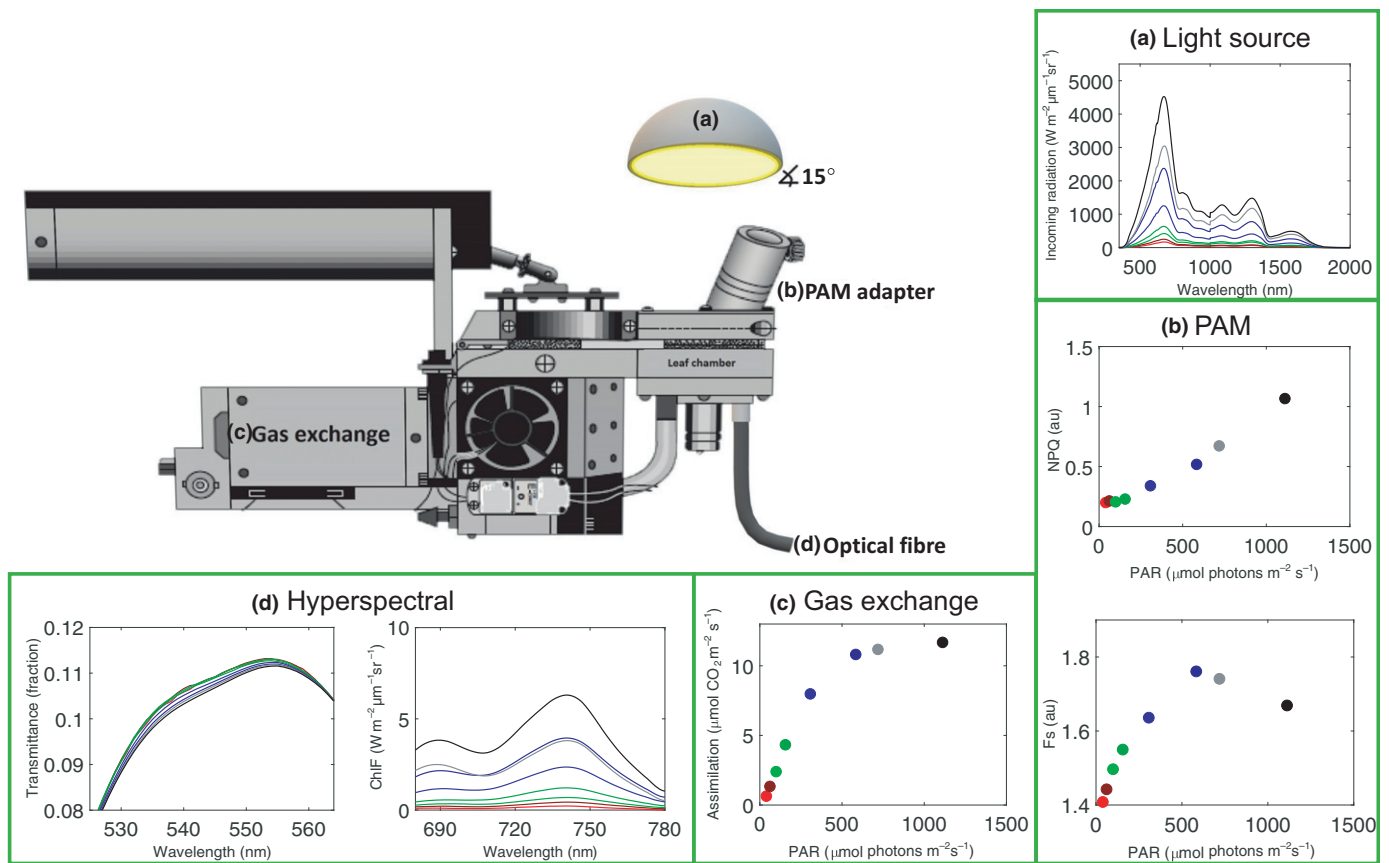 (a) Light source
Incoming radiation (W m⁻² µm⁻¹sr⁻¹)
5000
4000
3000
2000
1000
0
500 1000 1500 2000
Wavelength (nm)
(a)
∡ 15°
(b) PAM adapter
Leaf chamber
(c) Gas exchange
(d) Optical fibre
(b) PAM
NPQ (au)
1.5
1
0.5
0
0 500 1000 1500
PAR (µmol photons m⁻² s⁻¹)
Fs (au)
1.8
1.6
1.4
0 500 1000 1500
PAR (µmol photons m⁻² s⁻¹)
(d) Hyperspectral
Transmittance (fraction)
0.12
0.11
0.1
0.09
0.08
530 540 550 560
Wavelength (nm)
ChlF (W m⁻² µm⁻¹sr⁻¹)
10
5
0
690 720 750 780
Wavelength (nm)
(c) Gas exchange
Assimilation (µmol CO₂ m⁻² s⁻¹)
10
5
0
0 500 1000 1500
PAR (µmol photons m⁻² s⁻¹)